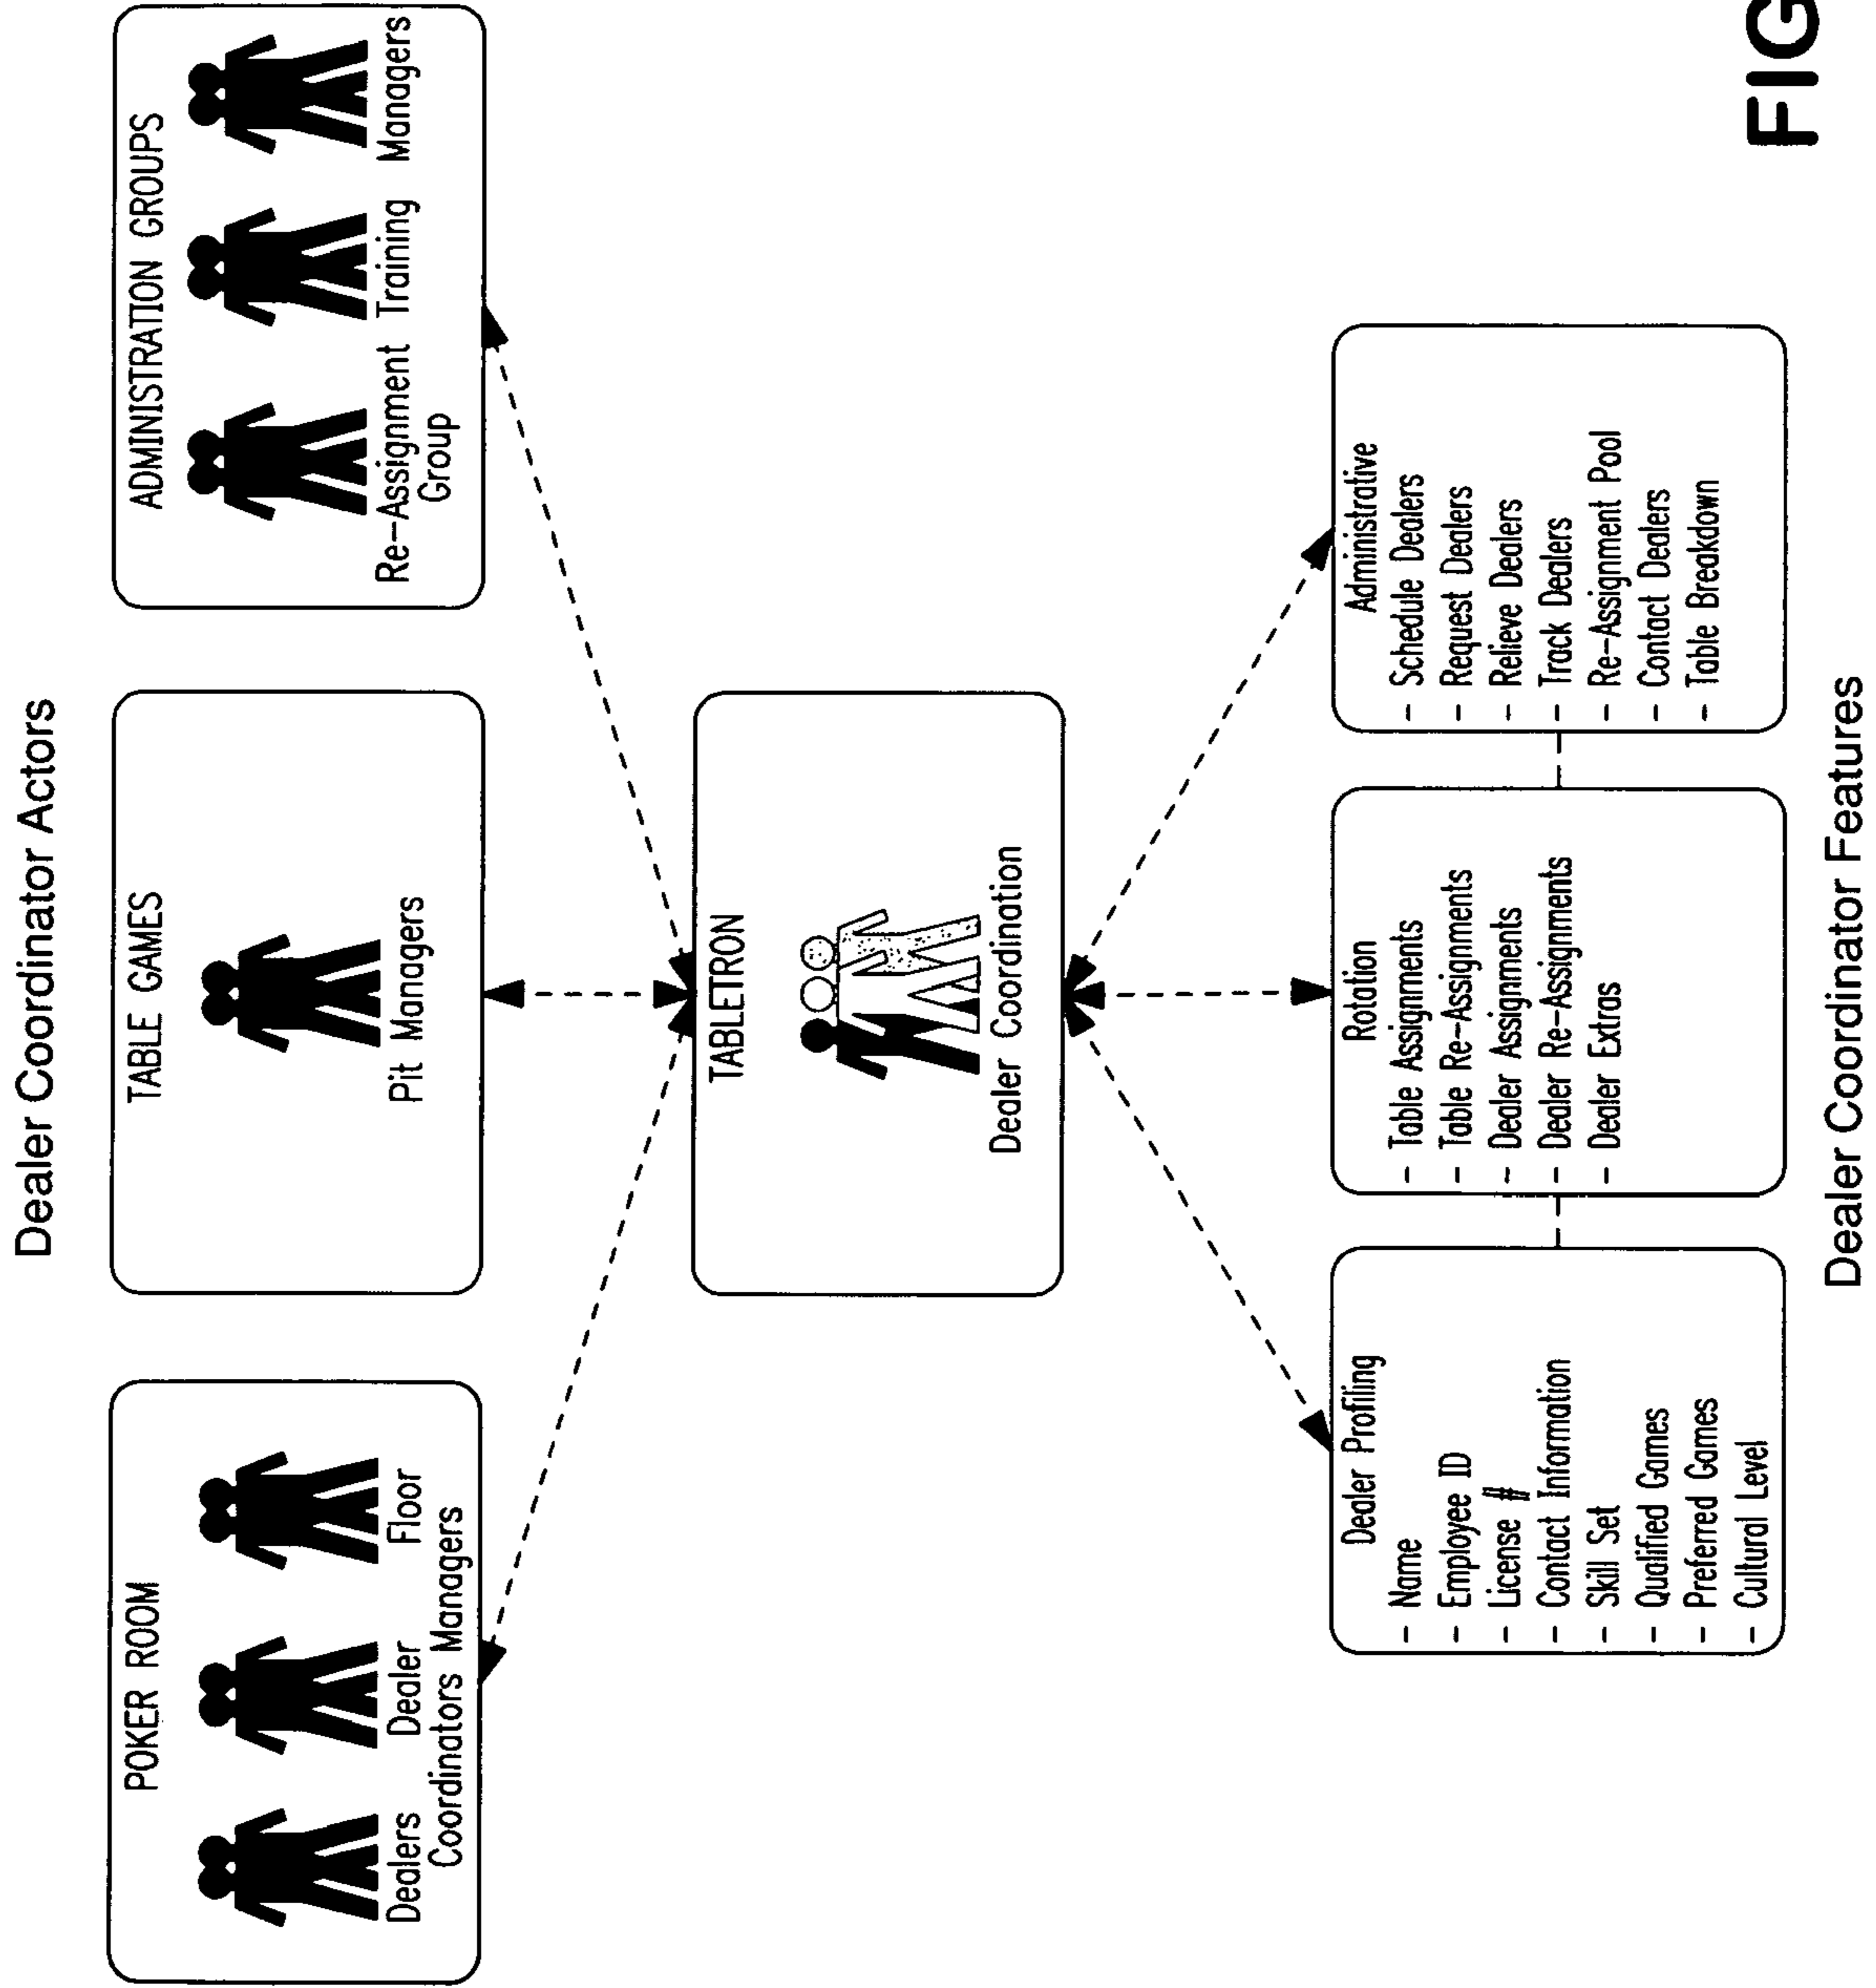 Dealer Coordinator Actors
POKER ROOM
Dealers Dealer Floor
Coordinators Managers
TABLE GAMES
Pit Managers
ADMINISTRATION GROUPS
Re-Assignment Training Managers
Group
TABLETRON
Dealer Coordination
Dealer Profiling
- Name
- Employee ID
- License #
- Contact Information
- Skill Set
- Qualified Games
- Preferred Games
- Cultural Level
Rotation
- Table Assignments
- Table Re-Assignments
- Dealer Assignments
- Dealer Re-Assignments
- Dealer Extras
Administrative
- Schedule Dealers
- Request Dealers
- Relieve Dealers
- Track Dealers
- Re-Assignment Pool
- Contact Dealers
- Table Breakdown
Dealer Coordinator Features
FIG